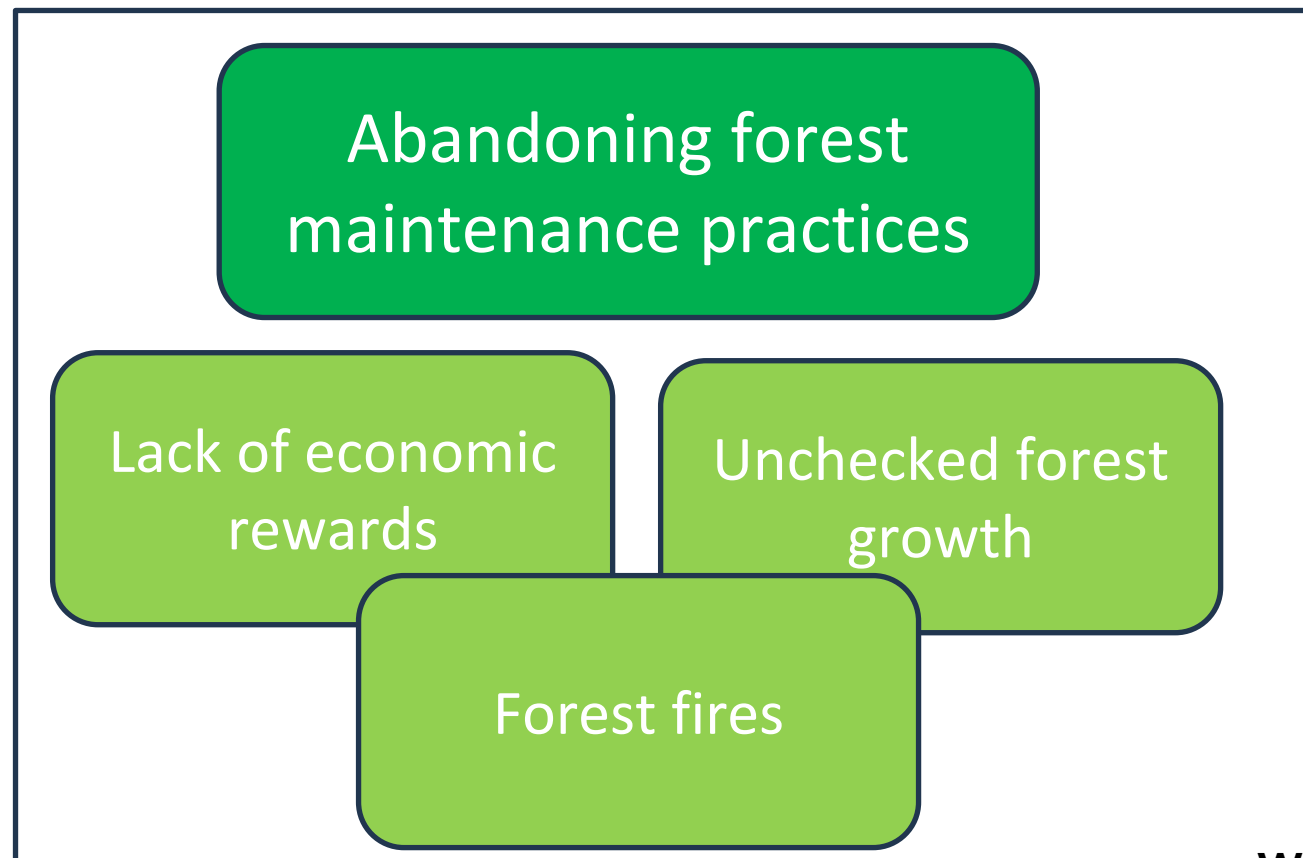 Abandoning forest
maintenance practices
Lack of economic
rewards
Unchecked forest
growth
Forest fires